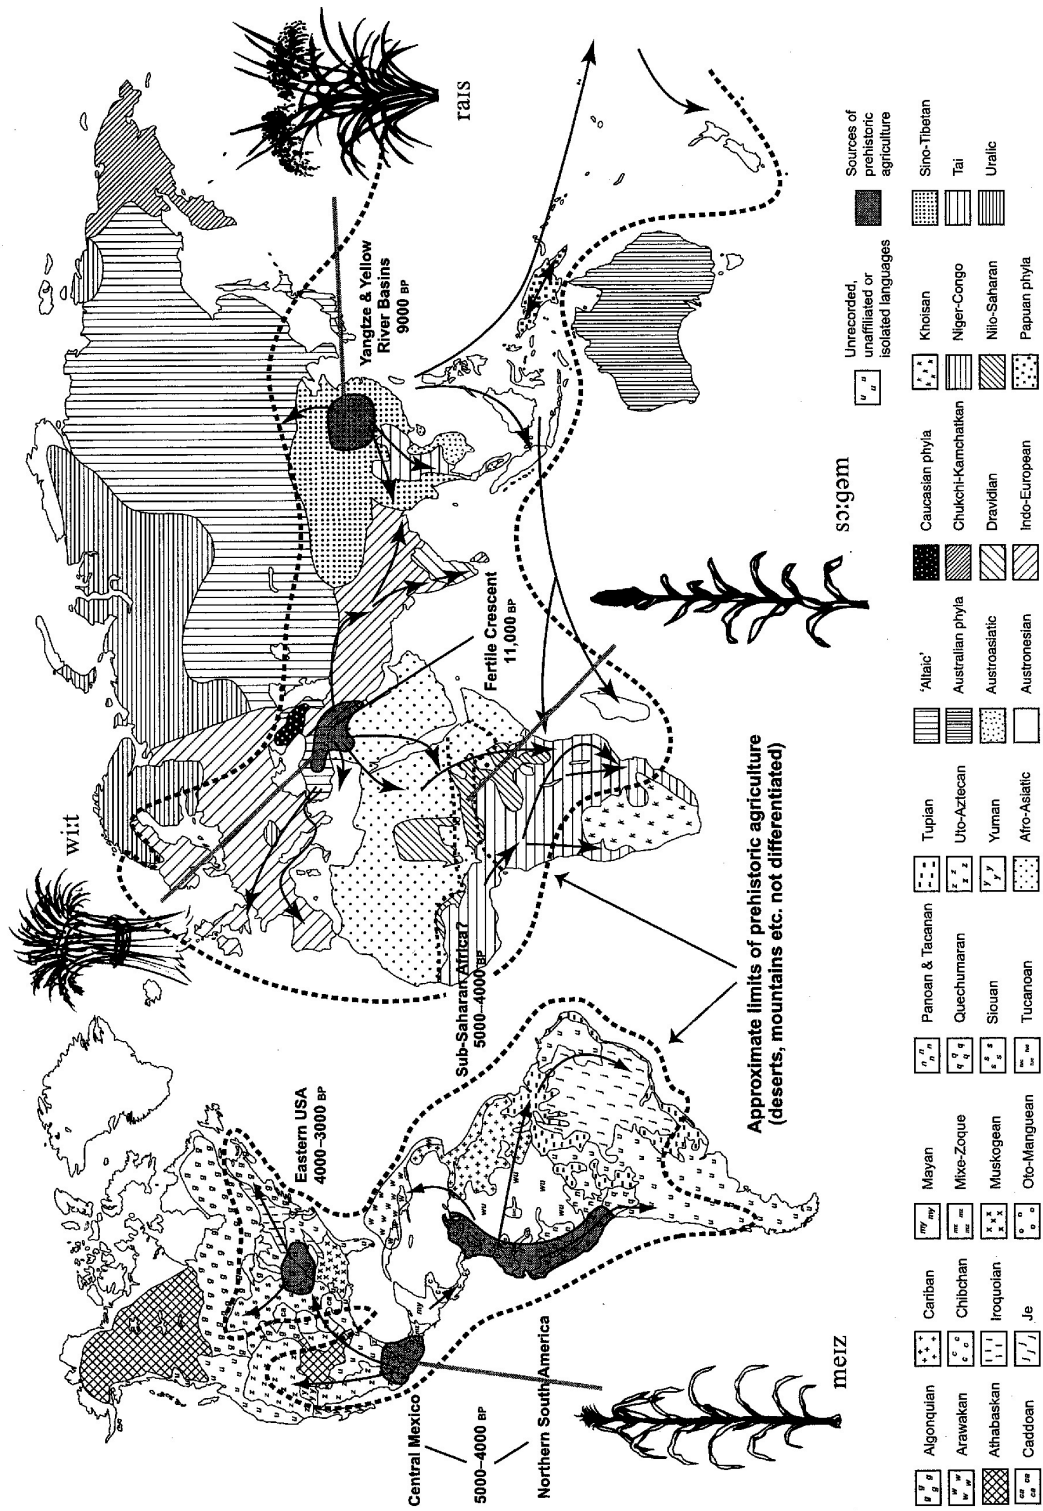 wiːt
raɪs
meɪz
sɔːgəm
Eastern USA
4000–3000 BP
Central Mexico
5000–4000 BP
Northern South America
Sub-Saharan Africa?
5000–4000 BP
Fertile Crescent
11,000 BP
Yangtze & Yellow
River Basins
9000 BP
Approximate limits of prehistoric agriculture
(deserts, mountains etc. not differentiated)
Unrecorded,
unaffiliated or
isolated languages
Sources of
prehistoric
agriculture
Algonquian
Arawakan
Athabaskan
Caddoan
Cariban
Chibchan
Iroquoian
Je
Mayan
Mixe-Zoque
Muskogean
Oto-Manguean
Panoan & Tacanan
Quechumaran
Siouan
Tucanoan
Tupian
Uto-Aztecan
Yuman
Afro-Asiatic
'Altaic'
Australian phyla
Austroasiatic
Austronesian
Caucasian phyla
Chukchi-Kamchatkan
Dravidian
Indo-European
Khoisan
Niger-Congo
Nilo-Saharan
Papuan phyla
Sino-Tibetan
Tai
Uralic